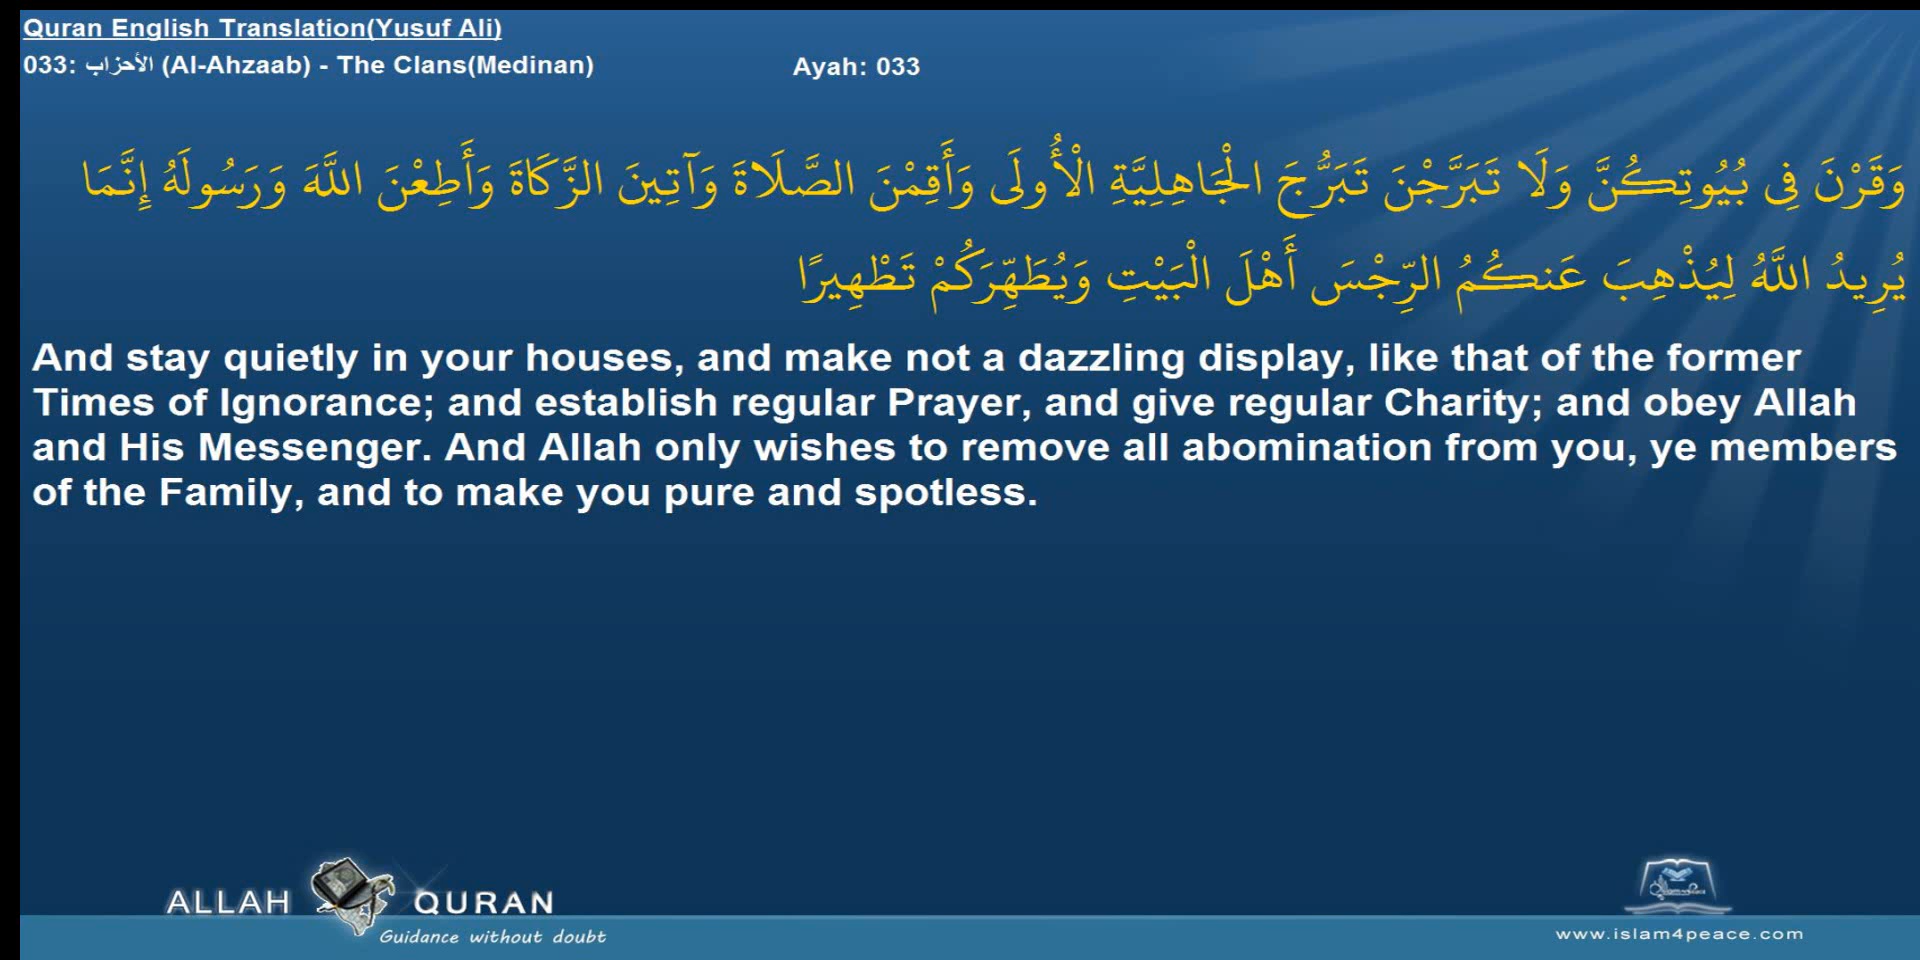 Quran English Translation(Yusuf Ali)
033: الأحزاب (Al-Ahzaab) - The Clans(Medinan)
Ayah: 033
وَقَرْنَ فِي بُيُوتِكُنَّ وَلَا تَبَرَّجْنَ تَبَرُّجَ الْجَاهِلِيَّةِ الْأُولَى وَأَقِمْنَ الصَّلَاةَ وَآتِينَ الزَّكَاةَ وَأَطِعْنَ اللَّهَ وَرَسُولَهُ إِنَّمَا
يُرِيدُ اللَّهُ لِيُذْهِبَ عَنكُمُ الرِّجْسَ أَهْلَ الْبَيْتِ وَيُطَهِّرَكُمْ تَطْهِيرًا
And stay quietly in your houses, and make not a dazzling display, like that of the former
Times of Ignorance; and establish regular Prayer, and give regular Charity; and obey Allah
and His Messenger. And Allah only wishes to remove all abomination from you, ye members
of the Family, and to make you pure and spotless.
ALLAH QURAN
Guidance without doubt
www.islam4peace.com